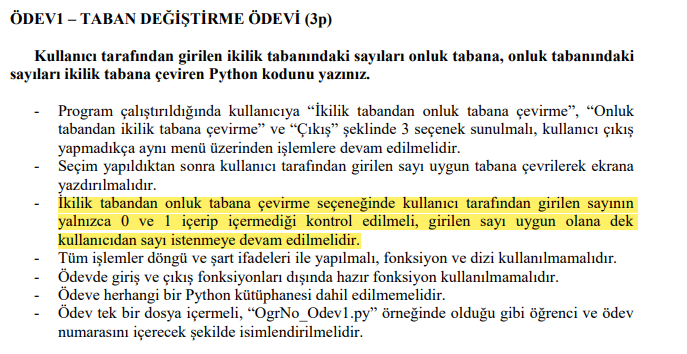 ÖDEV1 – TABAN DEĞİŞTİRME ÖDEVİ (3p)
Kullanıcı tarafından girilen ikilik tabanındaki sayıları onluk tabana, onluk tabanındaki
sayıları ikilik tabana çeviren Python kodunu yazınız.
- Program çalıştırıldığında kullanıcıya “İkilik tabandan onluk tabana çevirme”, “Onluk
tabandan ikilik tabana çevirme” ve “Çıkış” şeklinde 3 seçenek sunulmalı, kullanıcı çıkış
yapmadıkça aynı menü üzerinden işlemlere devam edilmelidir.
- Seçim yapıldıktan sonra kullanıcı tarafından girilen sayı uygun tabana çevrilerek ekrana
yazdırılmalıdır.
- İkilik tabandan onluk tabana çevirme seçeneğinde kullanıcı tarafından girilen sayının
yalnızca 0 ve 1 içerip içermediği kontrol edilmeli, girilen sayı uygun olana dek
kullanıcıdan sayı istenmeye devam edilmelidir.
- Tüm işlemler döngü ve şart ifadeleri ile yapılmalı, fonksiyon ve dizi kullanılmamalıdır.
- Ödevde giriş ve çıkış fonksiyonları dışında hazır fonksiyon kullanılmamalıdır.
- Ödeve herhangi bir Python kütüphanesi dahil edilmemelidir.
- Ödev tek bir dosya içermeli, “OgrNo_Odev1.py” örneğinde olduğu gibi öğrenci ve ödev
numarasını içerecek şekilde isimlendirilmelidir.